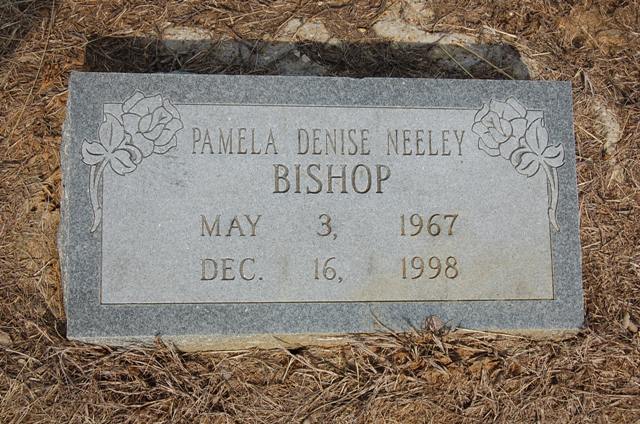 PAMELA DENISE NEELEY
BISHOP
MAY 3, 1967
DEC. 16, 1998